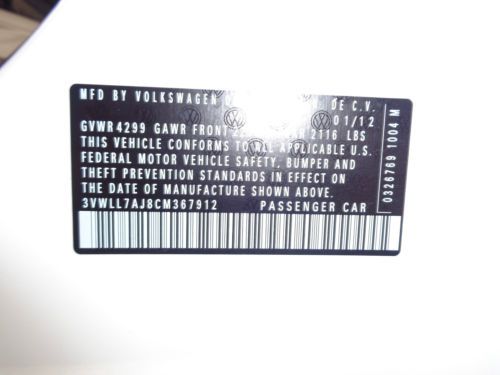 MFD BY VOLKSWAGEN DE C.V.
01/12
GVWR 4299 GAWR FRONT 2116 LBS
THIS VEHICLE CONFORMS TO ALL APPLICABLE U.S.
FEDERAL MOTOR VEHICLE SAFETY, BUMPER AND
THEFT PREVENTION STANDARDS IN EFFECT ON
THE DATE OF MANUFACTURE SHOWN ABOVE.
3VWLL7AJ8CM367912 PASSENGER CAR
0326769 1004 M